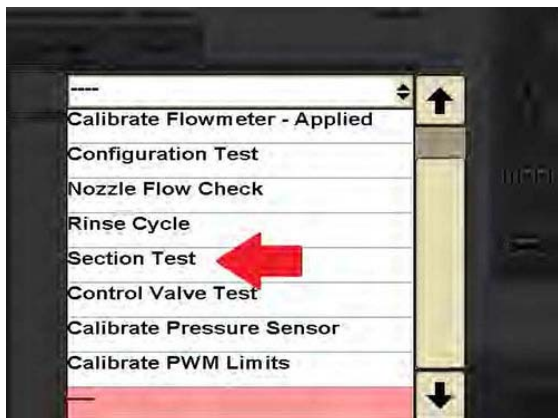 ----
Calibrate Flowmeter - Applied
Configuration Test
Nozzle Flow Check
Rinse Cycle
Section Test
Control Valve Test
Calibrate Pressure Sensor
Calibrate PWM Limits